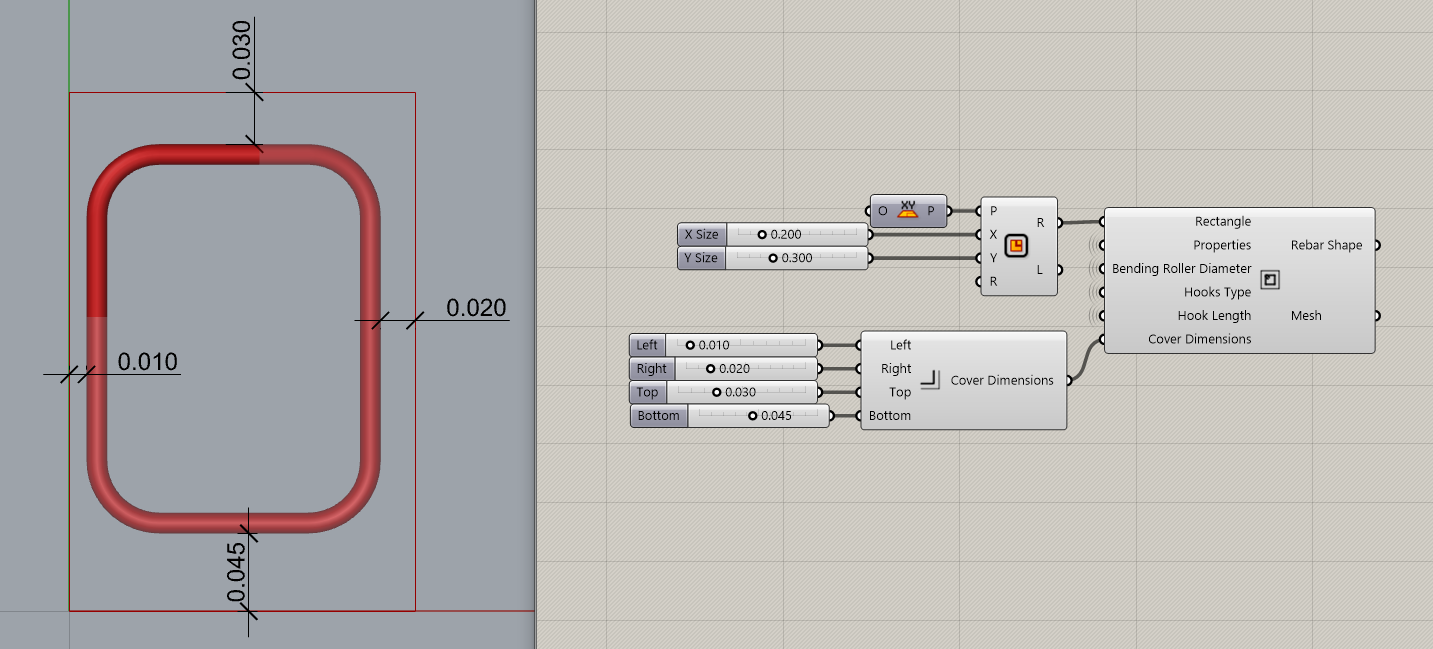 0.030
0.020
0.010
0.045
O XY P
X Size 0.200
Y Size 0.300
P
X
Y
R
R
L
Left 0.010
Right 0.020
Top 0.030
Bottom 0.045
Left
Right
Top
Bottom
Cover Dimensions
Rectangle
Properties
Bending Roller Diameter
Hooks Type
Hook Length
Cover Dimensions
Rebar Shape
Mesh